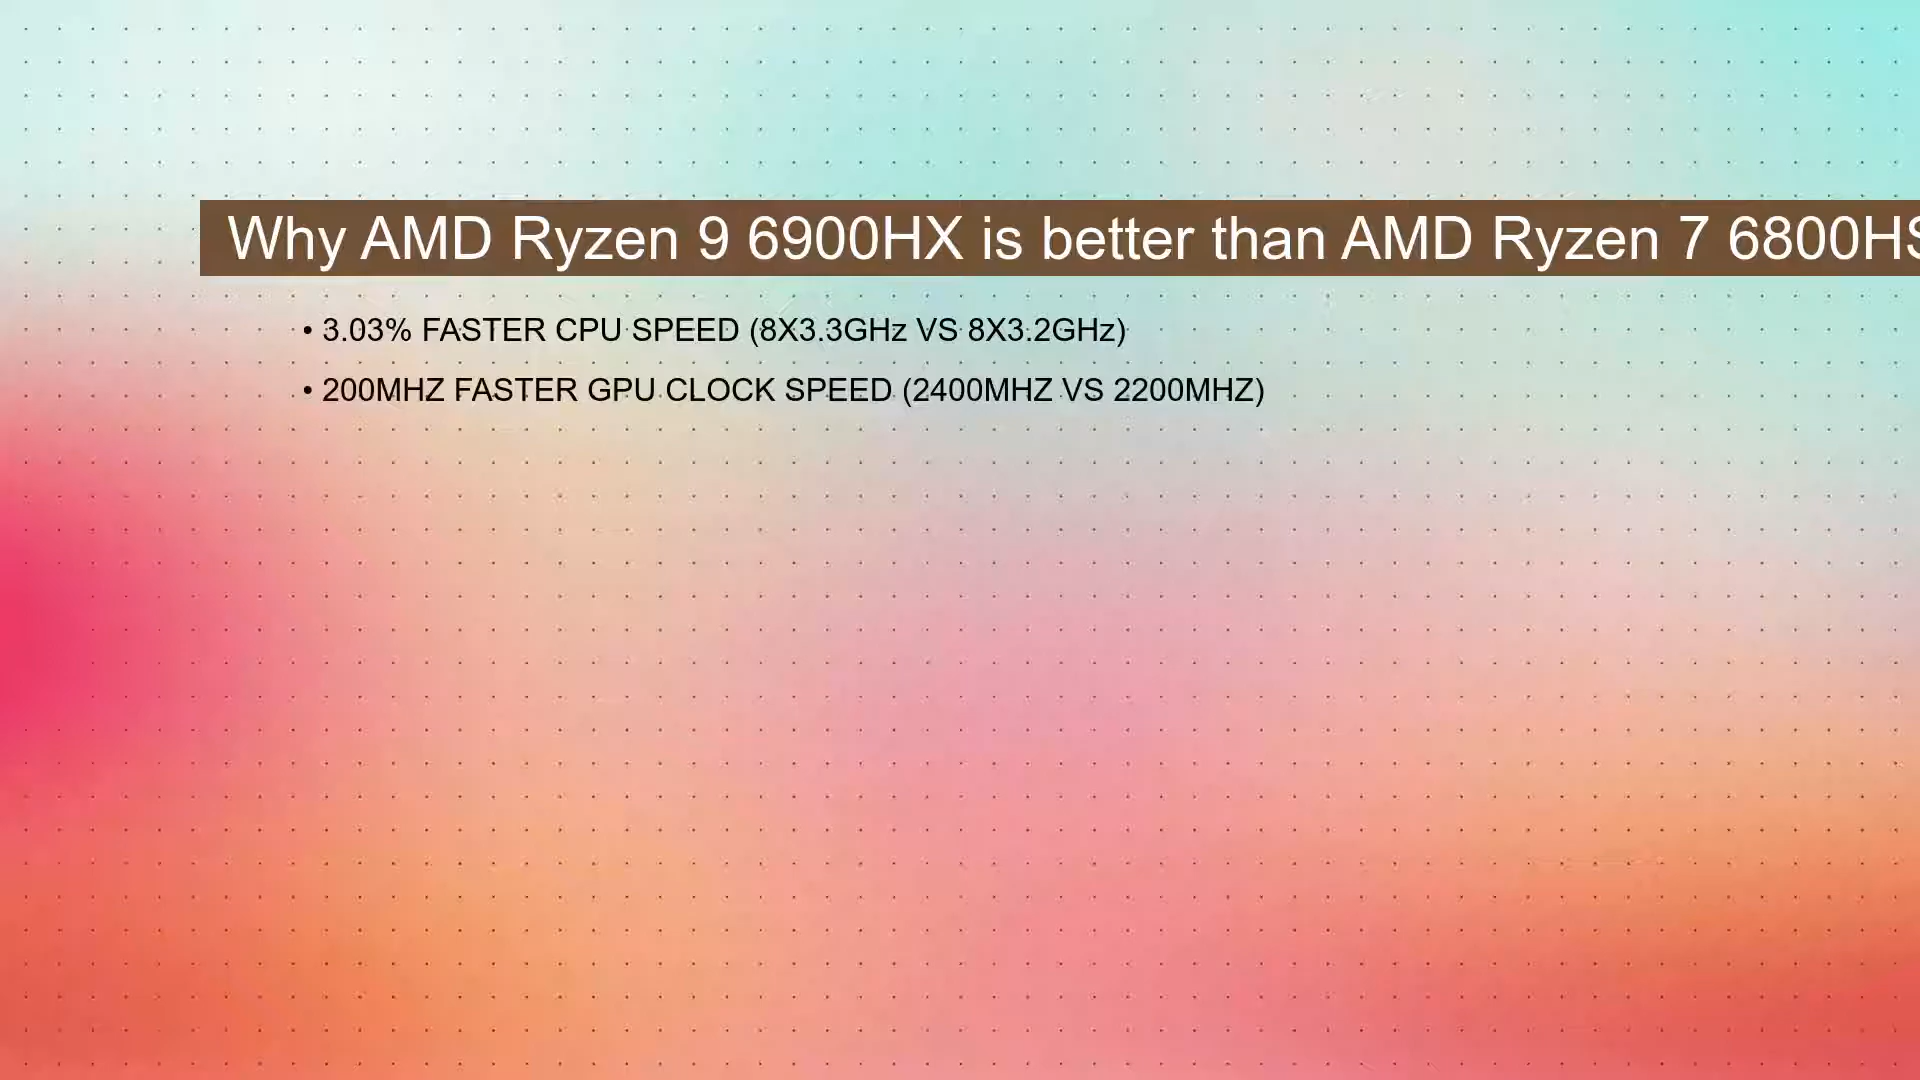 Why AMD Ryzen 9 6900HX is better than AMD Ryzen 7 6800HS
• 3.03% FASTER CPU SPEED (8X3.3GHz VS 8X3.2GHz)
• 200MHZ FASTER GPU CLOCK SPEED (2400MHZ VS 2200MHZ)